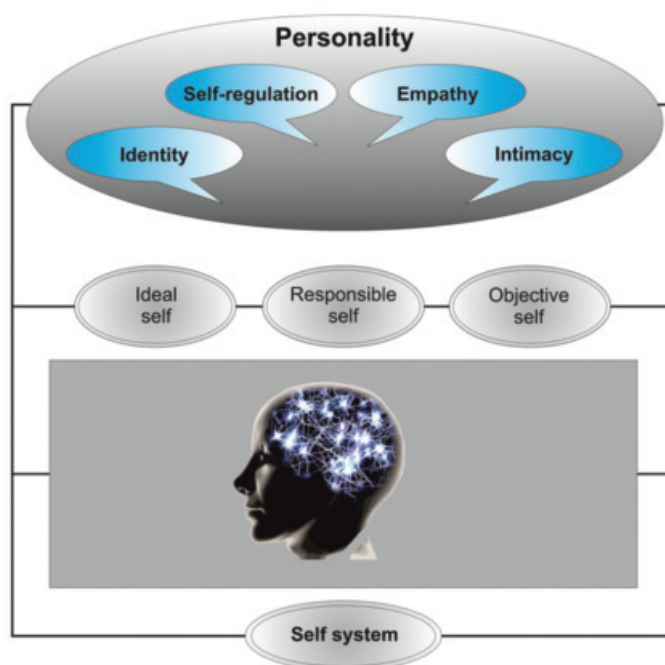 Personality
Self-regulation
Empathy
Identity
Intimacy
Ideal
self
Responsible
self
Objective
self
Self system